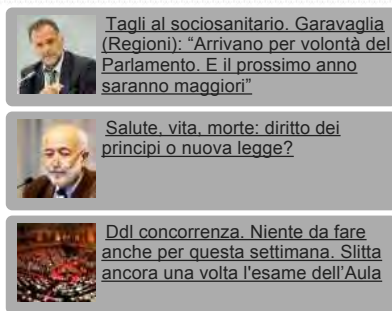 Tagli al sociosanitario. Garavaglia
(Regioni): “Arrivano per volontà del
Parlamento. E il prossimo anno
saranno maggiori”
Salute, vita, morte: diritto dei
principi o nuova legge?
Ddl concorrenza. Niente da fare
anche per questa settimana. Slitta
ancora una volta l'esame dell’Aula